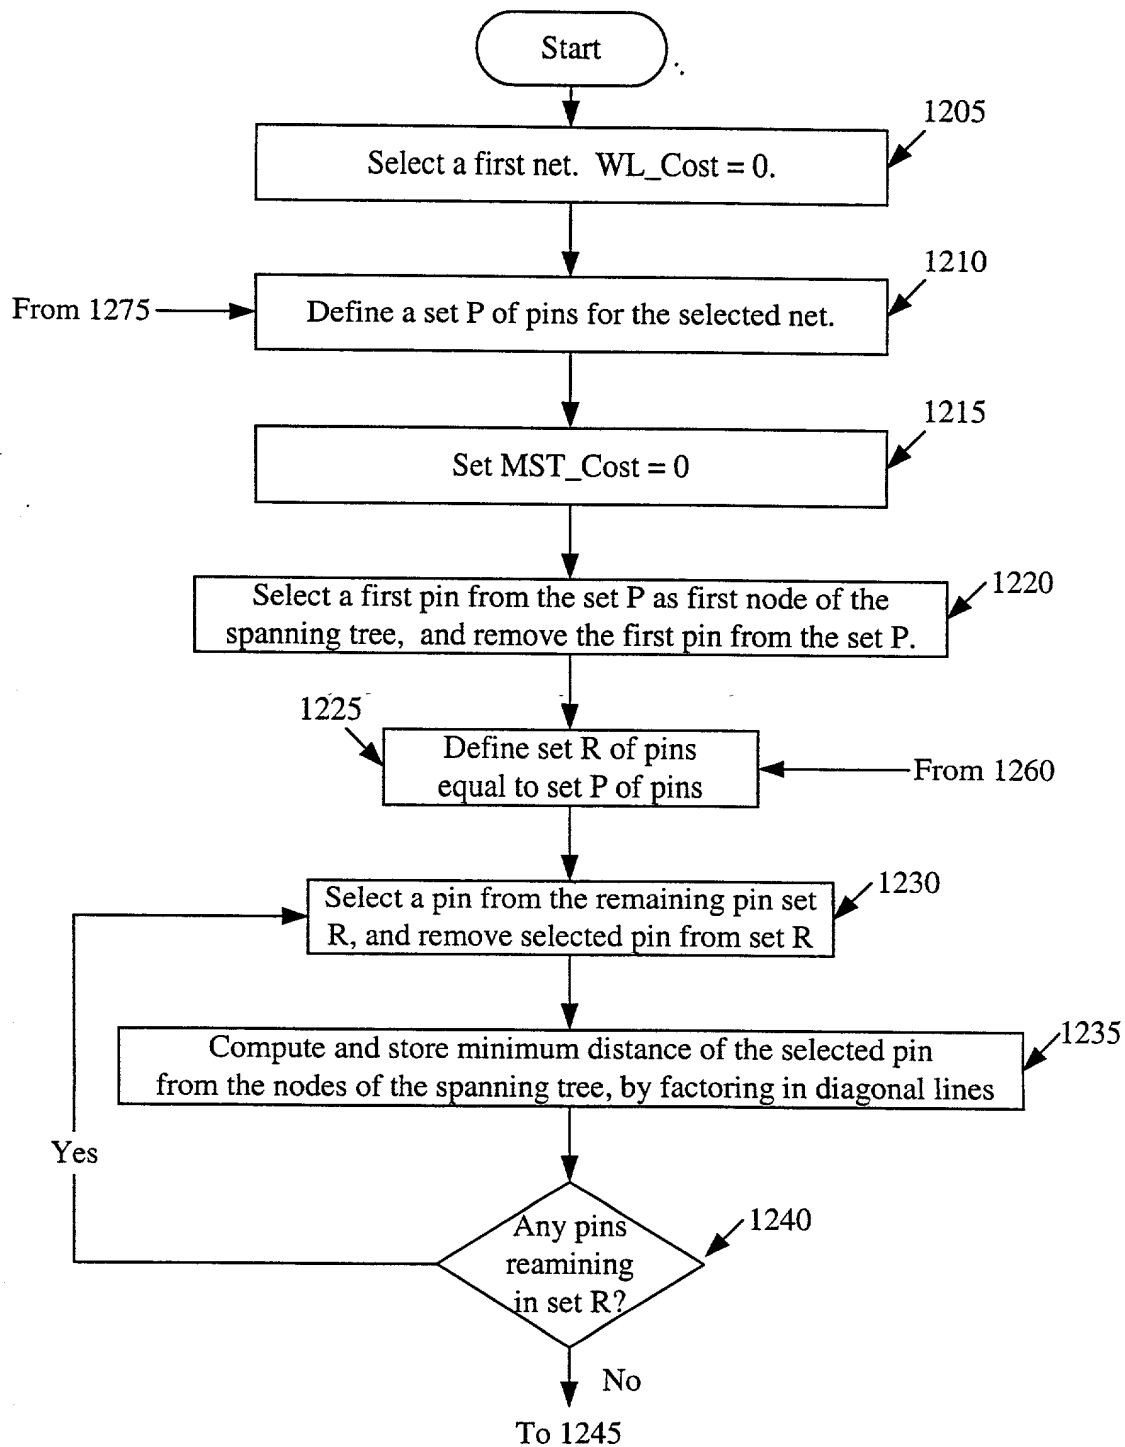 Start
1205
Select a first net. WL_Cost = 0.
1210
From 1275
Define a set P of pins for the selected net.
1215
Set MST_Cost = 0
1220
Select a first pin from the set P as first node of the
spanning tree, and remove the first pin from the set P.
1225
Define set R of pins
equal to set P of pins
From 1260
1230
Select a pin from the remaining pin set
R, and remove selected pin from set R
1235
Compute and store minimum distance of the selected pin
from the nodes of the spanning tree, by factoring in diagonal lines
Yes
1240
Any pins
reamining
in set R?
No
To 1245